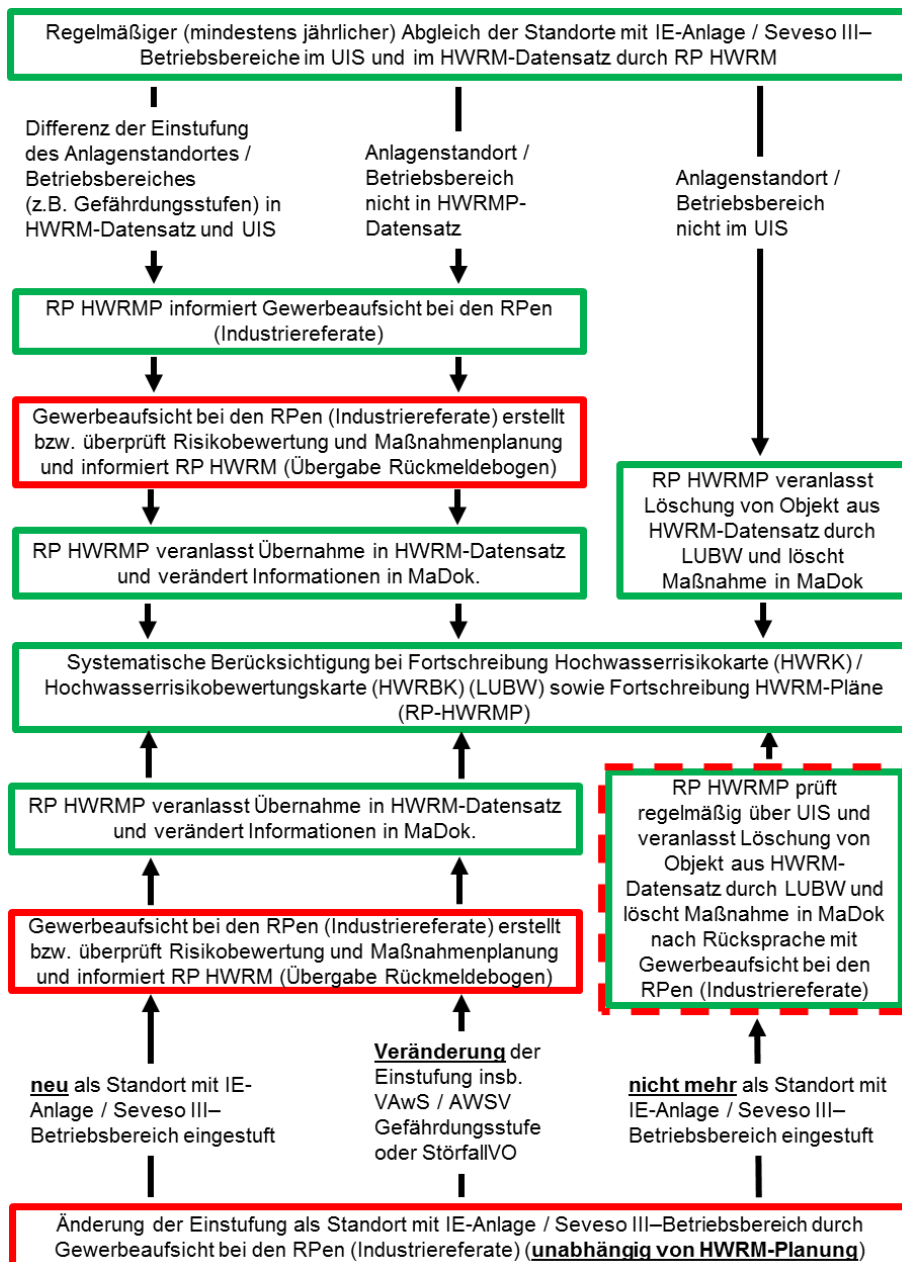 Regelmäßiger (mindestens jährlicher) Abgleich der Standorte mit IE-Anlage / Seveso III–
Betriebsbereiche im UIS und im HWRM-Datensatz durch RP HWRM
Differenz der Einstufung
des Anlagenstandortes /
Betriebsbereiches
(z.B. Gefährdungsstufen) in
HWRM-Datensatz und UIS
Anlagenstandort /
Betriebsbereich
nicht in HWRMP-
Datensatz
Anlagenstandort /
Betriebsbereich
nicht im UIS
RP HWRMP informiert Gewerbeaufsicht bei den RPen
(Industriereferate)
Gewerbeaufsicht bei den RPen (Industriereferate) erstellt
bzw. überprüft Risikobewertung und Maßnahmenplanung
und informiert RP HWRM (Übergabe Rückmeldebogen)
RP HWRMP veranlasst
Löschung von Objekt aus
HWRM-Datensatz durch
LUBW und löscht
Maßnahme in MaDok
RP HWRMP veranlasst Übernahme in HWRM-Datensatz
und verändert Informationen in MaDok.
Systematische Berücksichtigung bei Fortschreibung Hochwasserrisikokarte (HWRK) /
Hochwasserrisikobewertungskarte (HWRBK) (LUBW) sowie Fortschreibung HWRM-Pläne
(RP-HWRMP)
RP HWRMP veranlasst Übernahme in HWRM-Datensatz
und verändert Informationen in MaDok.
RP HWRMP prüft
regelmäßig über UIS und
veranlasst Löschung von
Objekt aus HWRM-
Datensatz durch LUBW und
löscht Maßnahme in MaDok
nach Rücksprache mit
Gewerbeaufsicht bei den
RPen (Industriereferate)
Gewerbeaufsicht bei den RPen (Industriereferate) erstellt
bzw. überprüft Risikobewertung und Maßnahmenplanung
und informiert RP HWRM (Übergabe Rückmeldebogen)
neu als Standort mit IE-
Anlage / Seveso III–
Betriebsbereich eingestuft
Veränderung der
Einstufung insb.
VAwS / AWSV
Gefährdungsstufe
oder StörfallVO
nicht mehr als Standort mit
IE-Anlage / Seveso III–
Betriebsbereich eingestuft
Änderung der Einstufung als Standort mit IE-Anlage / Seveso III–Betriebsbereich durch
Gewerbeaufsicht bei den RPen (Industriereferate) (unabhängig von HWRM-Planung)